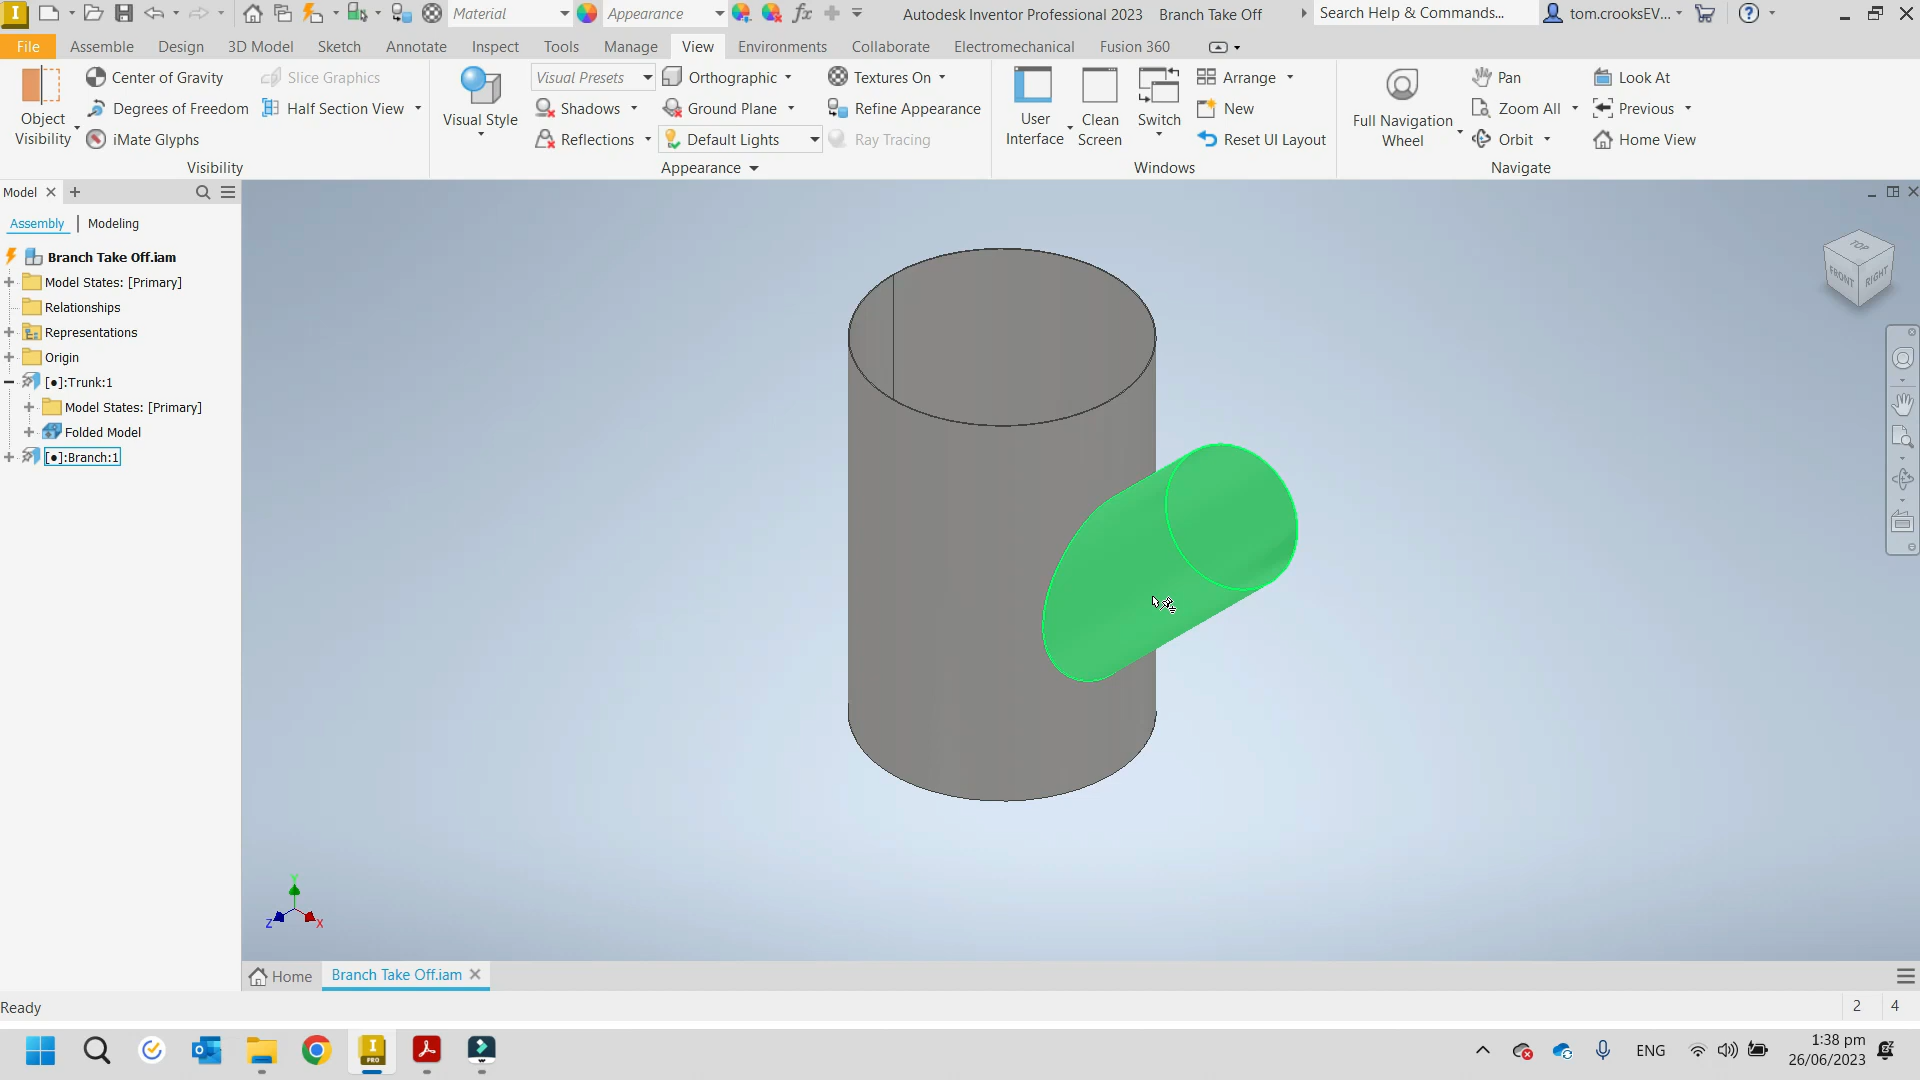 Material
Appearance
Autodesk Inventor Professional 2023 Branch Take Off
Search Help & Commands...
tom.crooksEV...
File Assemble Design 3D Model Sketch Annotate Inspect Tools Manage View Environments Collaborate Electromechanical Fusion 360
Object
Visibility
Center of Gravity
Degrees of Freedom
iMate Glyphs
Slice Graphics
Half Section View
Visibility
Visual Style
Visual Presets
Shadows
Reflections
Orthographic
Ground Plane
Default Lights
Textures On
Refine Appearance
Ray Tracing
Appearance
User
Interface
Clean
Screen
Switch
Arrange
New
Reset UI Layout
Windows
Full Navigation
Wheel
Pan
Zoom All
Orbit
Look At
Previous
Home View
Navigate
Model
Assembly | Modeling
Branch Take Off.iam
Model States: [Primary]
Relationships
Representations
Origin
[●]:Trunk:1
Model States: [Primary]
Folded Model
[●]:Branch:1
TOP
FRONT
RIGHT
Y
Z
X
Home
Branch Take Off.iam
Ready
2 4
PRO
ENG
1:38 pm
26/06/2023